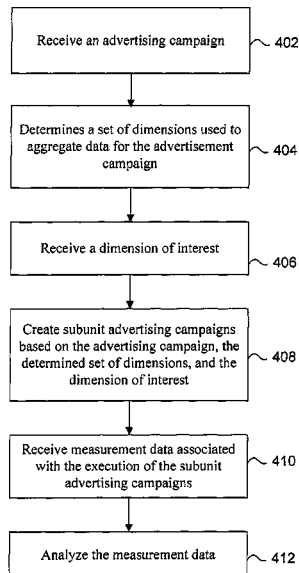 Receive an advertising campaign
402
Determines a set of dimensions used to
aggregate data for the advertisement
campaign
404
Receive a dimension of interest
406
Create subunit advertising campaigns
based on the advertising campaign, the
determined set of dimensions, and the
dimension of interest
408
Receive measurement data associated
with the execution of the subunit
advertising campaigns
410
Analyze the measurement data
412